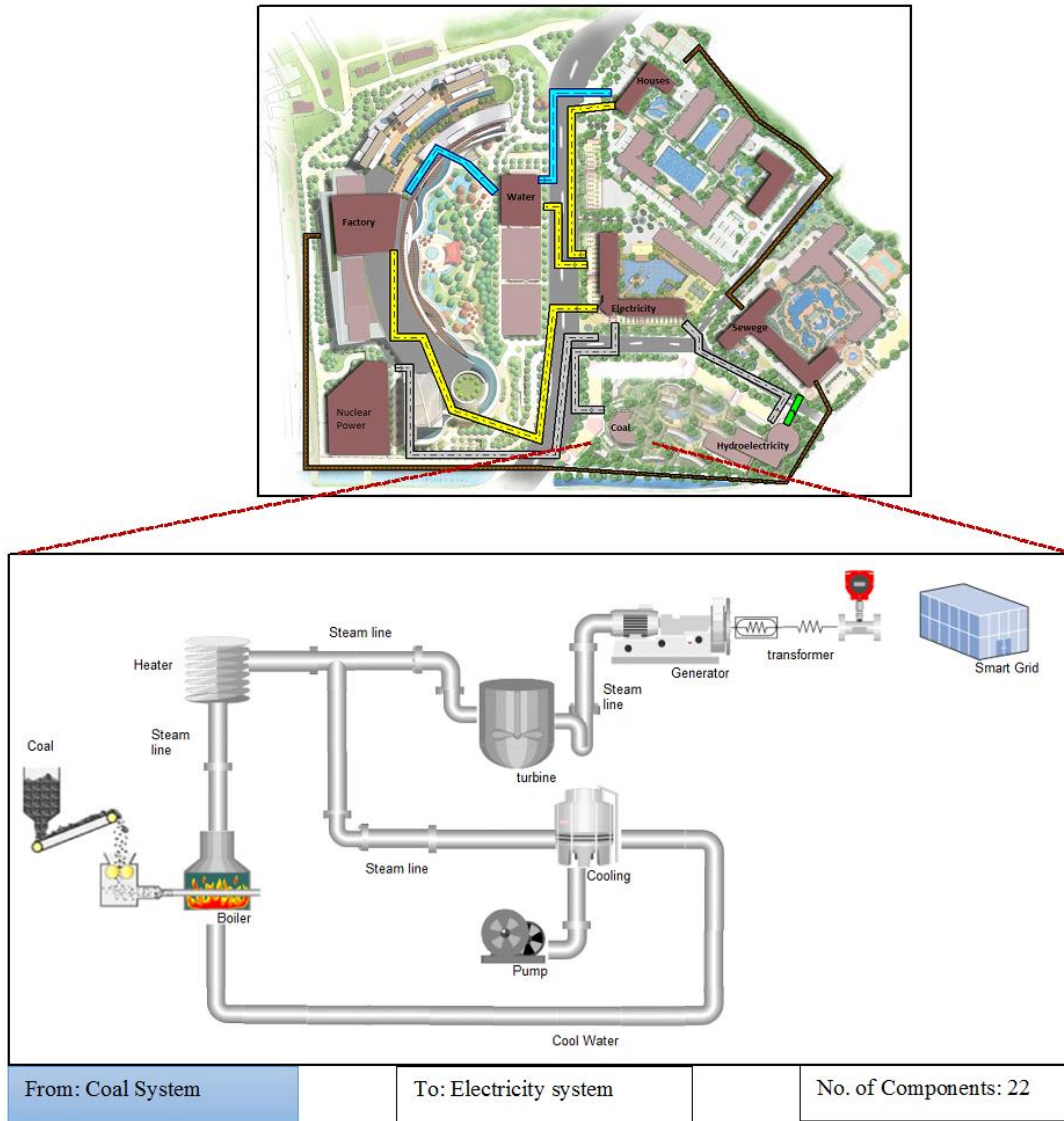 Houses
Water
Factory
Electricity
Sewege
Nuclear
Power
Coal
Hydroelectricity
Steam line
Heater
transformer
Generator
Smart Grid
Steam
line
Steam
line
Coal
turbine
Steam line
Cooling
Boiler
Pump
Cool Water
From: Coal System
To: Electricity system
No. of Components: 22